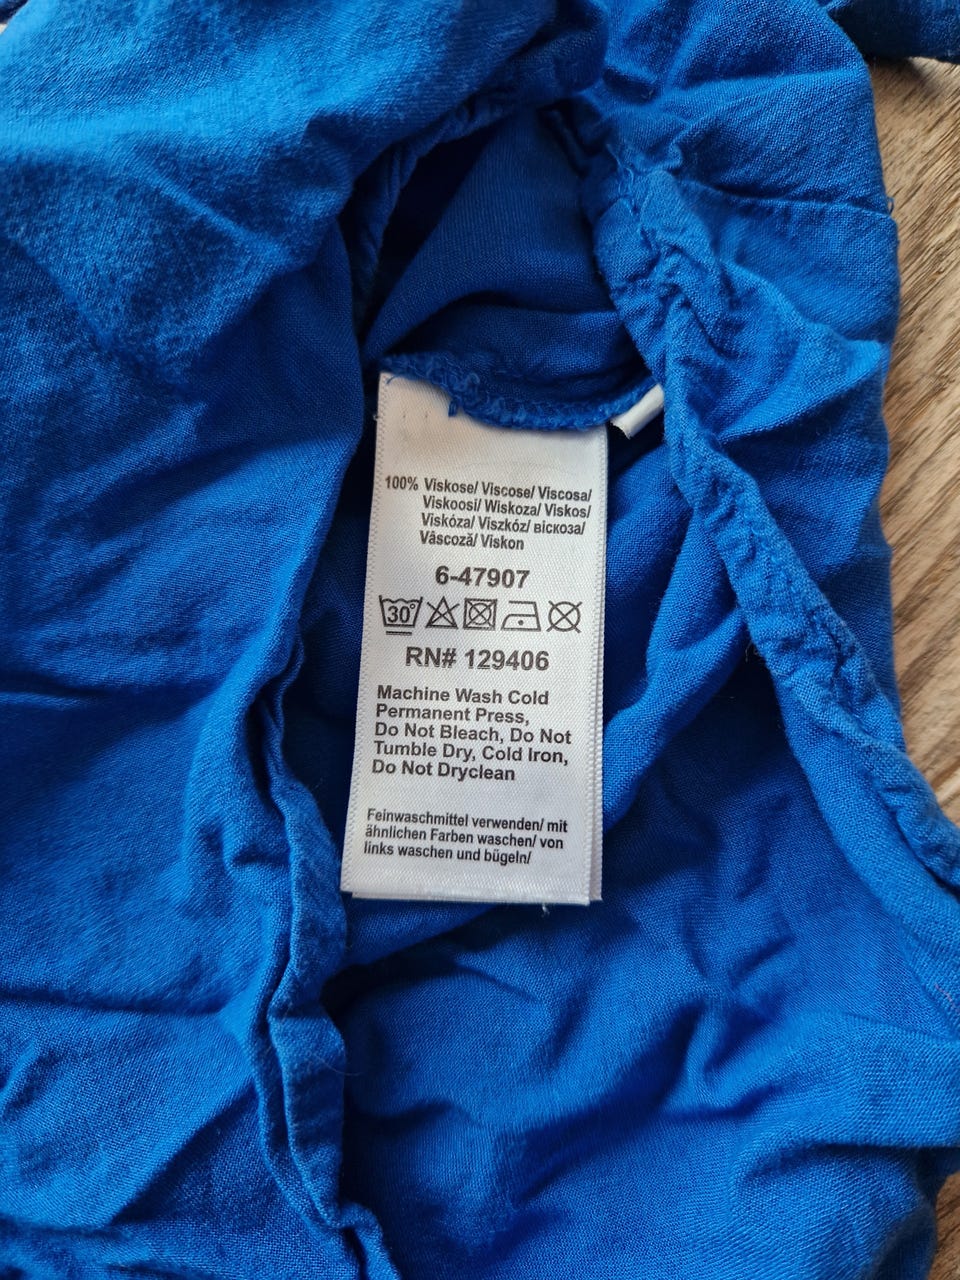 100% Viskose/ Viscose/ Viscosa/
Viskoosi/ Wiskoza/ Viskos/
Viskóza/ Viszkóz/ віскоза/
Vâscoză/ Viskon
6-47907
30°
RN# 129406
Machine Wash Cold
Permanent Press,
Do Not Bleach, Do Not
Tumble Dry, Cold Iron,
Do Not Dryclean
Feinwaschmittel verwenden/ mit
ähnlichen Farben waschen/ von
links waschen und bügeln/